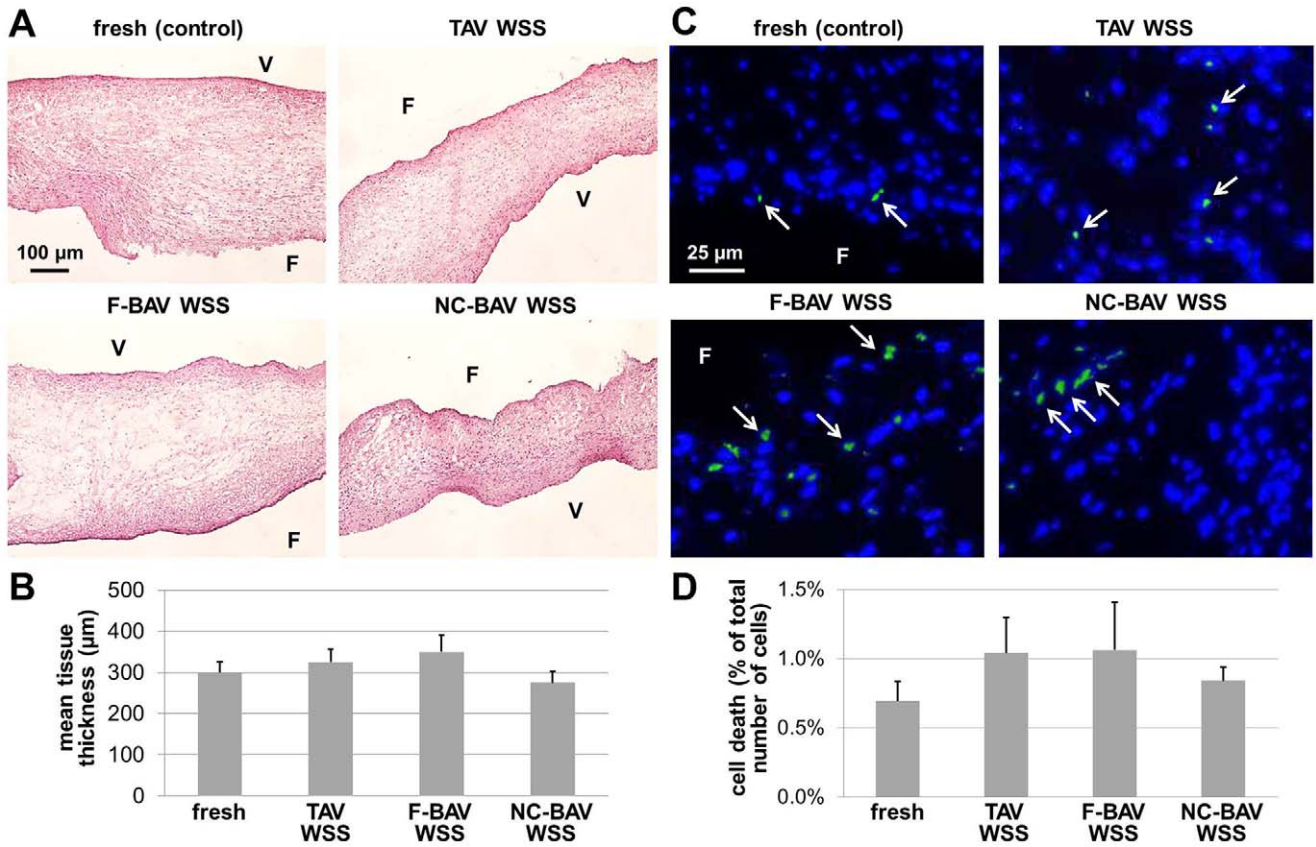 A
fresh (control)
TAV WSS
V
F
F
V
100 µm
F
F-BAV WSS
NC-BAV WSS
V
F
F
V
B
mean tissue
thickness (µm)
500
400
300
200
100
0
fresh
TAV
WSS
F-BAV
WSS
NC-BAV
WSS
C
fresh (control)
TAV WSS
25 µm
F
F-BAV WSS
NC-BAV WSS
F
D
cell death (% of total
number of cells)
1.5%
1.0%
0.5%
0.0%
fresh
TAV
WSS
F-BAV
WSS
NC-BAV
WSS